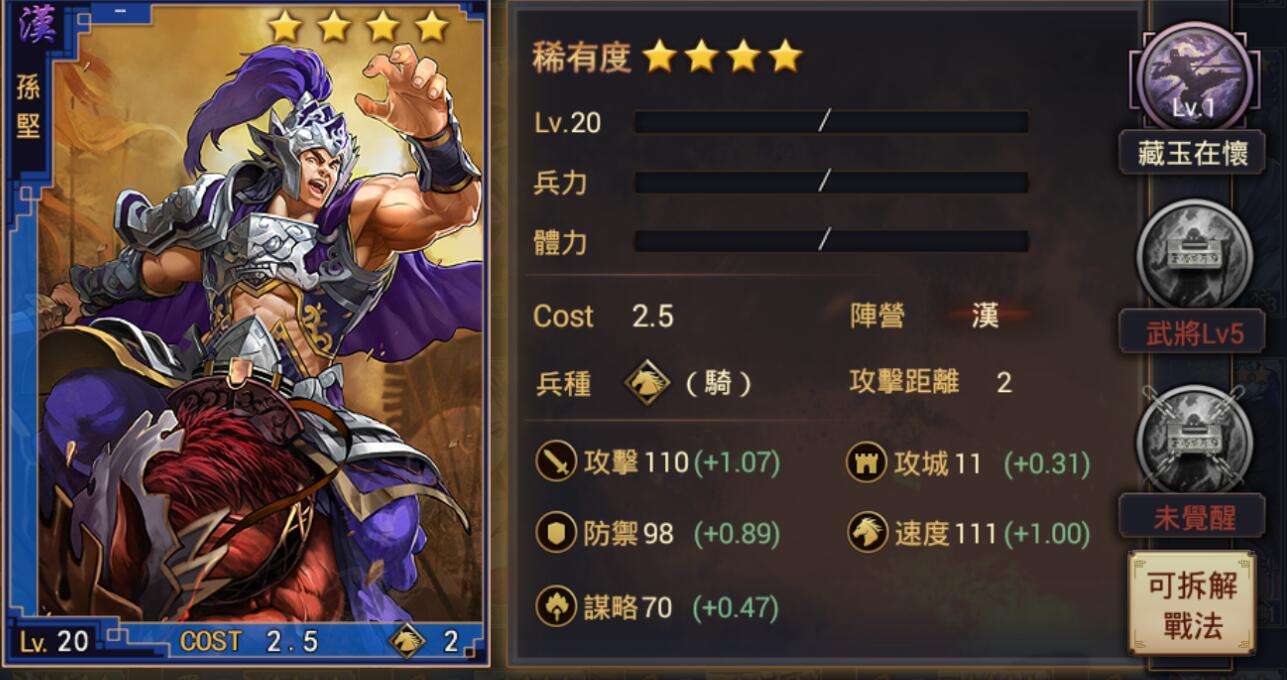 漢
孫堅
Lv. 20 COST 2.5 2
稀有度
Lv.20 /
兵力 /
體力 /
Cost 2.5 陣營 漢
兵種 (騎) 攻擊距離 2
攻擊 110 (+1.07) 攻城 11 (+0.31)
防禦 98 (+0.89) 速度 111 (+1.00)
謀略 70 (+0.47)
Lv.1
藏玉在懷
武將Lv5
未覺醒
可拆解
戰法